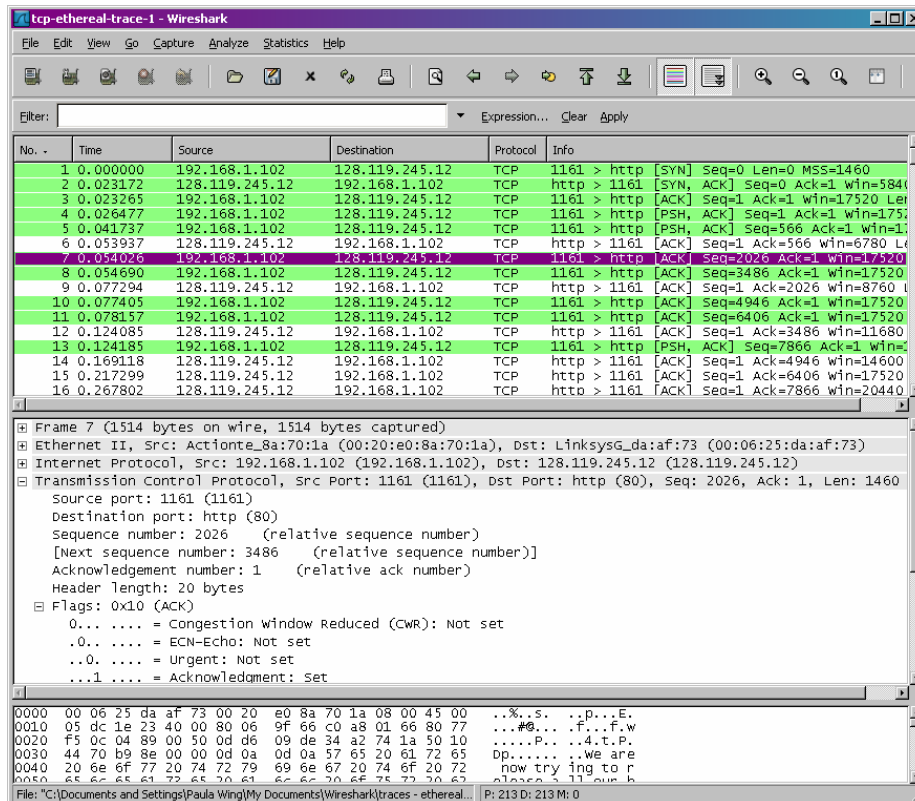 tcp-ethereal-trace-1 - Wireshark
File Edit View Go Capture Analyze Statistics Help
Filter: Expression... Clear Apply
No. - Time Source Destination Protocol Info
1 0.000000 192.168.1.102 128.119.245.12 TCP 1161 > http [SYN] Seq=0 Len=0 MSS=1460
2 0.023172 128.119.245.12 192.168.1.102 TCP http > 1161 [SYN, ACK] Seq=0 Ack=1 Win=584
3 0.023265 192.168.1.102 128.119.245.12 TCP 1161 > http [ACK] Seq=1 Ack=1 Win=17520 Le
4 0.026477 192.168.1.102 128.119.245.12 TCP 1161 > http [PSH, ACK] Seq=1 Ack=1 Win=175
5 0.041737 192.168.1.102 128.119.245.12 TCP 1161 > http [PSH, ACK] Seq=566 Ack=1 Win=1
6 0.053937 128.119.245.12 192.168.1.102 TCP http > 1161 [ACK] Seq=1 Ack=566 Win=6780 L
7 0.054026 192.168.1.102 128.119.245.12 TCP 1161 > http [ACK] Seq=2026 Ack=1 Win=17520
8 0.054690 192.168.1.102 128.119.245.12 TCP 1161 > http [ACK] Seq=3486 Ack=1 Win=17520
9 0.077294 128.119.245.12 192.168.1.102 TCP http > 1161 [ACK] Seq=1 Ack=2026 Win=8760 L
10 0.077405 192.168.1.102 128.119.245.12 TCP 1161 > http [ACK] Seq=4946 Ack=1 Win=17520
11 0.078157 192.168.1.102 128.119.245.12 TCP 1161 > http [ACK] Seq=6406 Ack=1 Win=17520
12 0.124085 128.119.245.12 192.168.1.102 TCP http > 1161 [ACK] Seq=1 Ack=3486 Win=11680
13 0.124185 192.168.1.102 128.119.245.12 TCP 1161 > http [PSH, ACK] Seq=7866 Ack=1 Win=
14 0.169118 128.119.245.12 192.168.1.102 TCP http > 1161 [ACK] Seq=1 Ack=4946 Win=14600
15 0.217299 128.119.245.12 192.168.1.102 TCP http > 1161 [ACK] Seq=1 Ack=6406 Win=17520
16 0.267802 128.119.245.12 192.168.1.102 TCP http > 1161 [ACK] Seq=1 Ack=7866 Win=20440
Frame 7 (1514 bytes on wire, 1514 bytes captured)
Ethernet II, Src: Actionte_8a:70:1a (00:20:e0:8a:70:1a), Dst: LinksysG_da:af:73 (00:06:25:da:af:73)
Internet Protocol, Src: 192.168.1.102 (192.168.1.102), Dst: 128.119.245.12 (128.119.245.12)
Transmission Control Protocol, Src Port: 1161 (1161), Dst Port: http (80), Seq: 2026, Ack: 1, Len: 1460
Source port: 1161 (1161)
Destination port: http (80)
Sequence number: 2026 (relative sequence number)
[Next sequence number: 3486 (relative sequence number)]
Acknowledgement number: 1 (relative ack number)
Header length: 20 bytes
Flags: 0x10 (ACK)
0... .... = Congestion Window Reduced (CWR): Not set
.0.. .... = ECN-Echo: Not set
..0. .... = Urgent: Not set
...1 .... = Acknowledgment: Set
0000 00 06 25 da af 73 00 20 e0 8a 70 1a 08 00 45 00 ..%..s. ..p...E.
0010 05 dc 1e 23 40 00 80 06 9f 66 c0 a8 01 66 80 77 ...#@... .f...f.w
0020 f5 0c 04 89 00 50 0d d6 09 de 34 a2 74 1a 50 10 .....P.. ..4.t.P.
0030 44 70 b9 8e 00 00 0d 0a 0d 0a 57 65 20 61 72 65 Dp...... ..we are
0040 20 6e 6f 77 20 74 72 79 69 6e 67 20 74 6f 20 72 now try ing to r
0050 65 6c 65 61 73 65 20 61 6c 6c 20 6f 75 72 20 62 elease a ll our b
File: "C:\Documents and Settings\Paula Wing\My Documents\Wireshark\traces - ethereal... P: 213 D: 213 M: 0